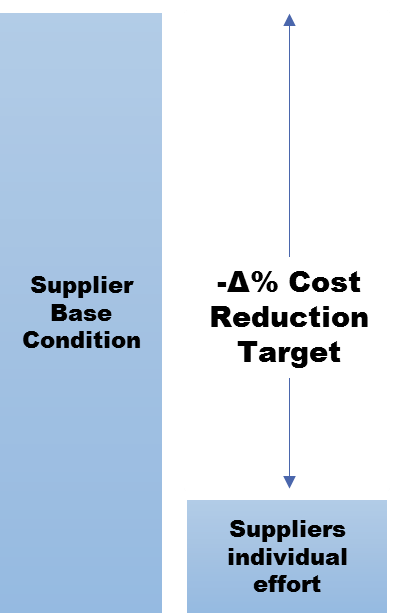 Supplier
Base
Condition
-Δ% Cost
Reduction
Target
Suppliers
individual
effort